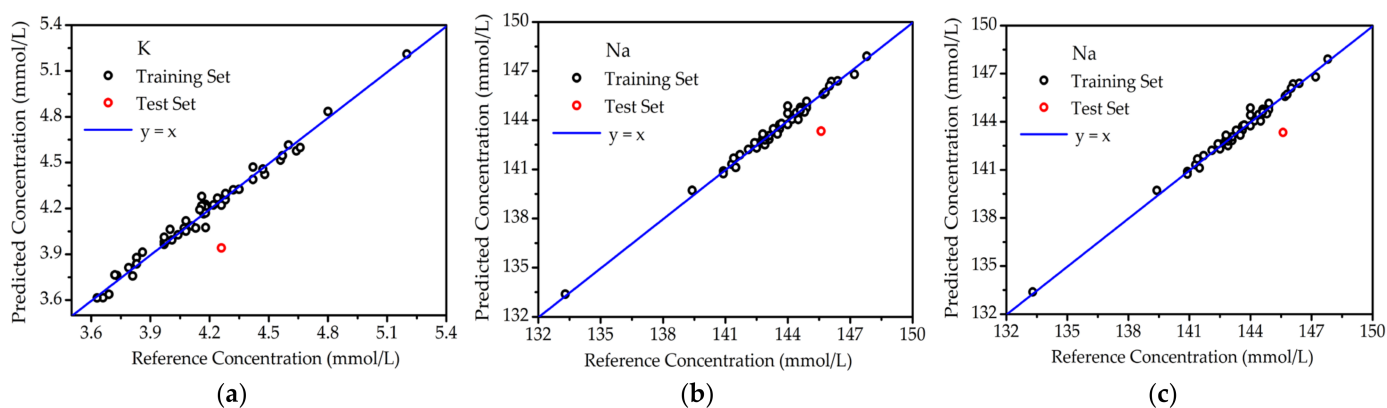 Predicted Concentration (mmol/L)
5.4
5.1
4.8
4.5
4.2
3.9
3.6
K
Training Set
Test Set
y = x
3.6 3.9 4.2 4.5 4.8 5.1 5.4
Reference Concentration (mmol/L)
(a)
Predicted Concentration (mmol/L)
150
147
144
141
138
135
132
Na
Training Set
Test Set
y = x
132 135 138 141 144 147 150
Reference Concentration (mmol/L)
(b)
Predicted Concentration (mmol/L)
150
147
144
141
138
135
132
Na
Training Set
Test Set
y = x
132 135 138 141 144 147 150
Reference Concentration (mmol/L)
(c)